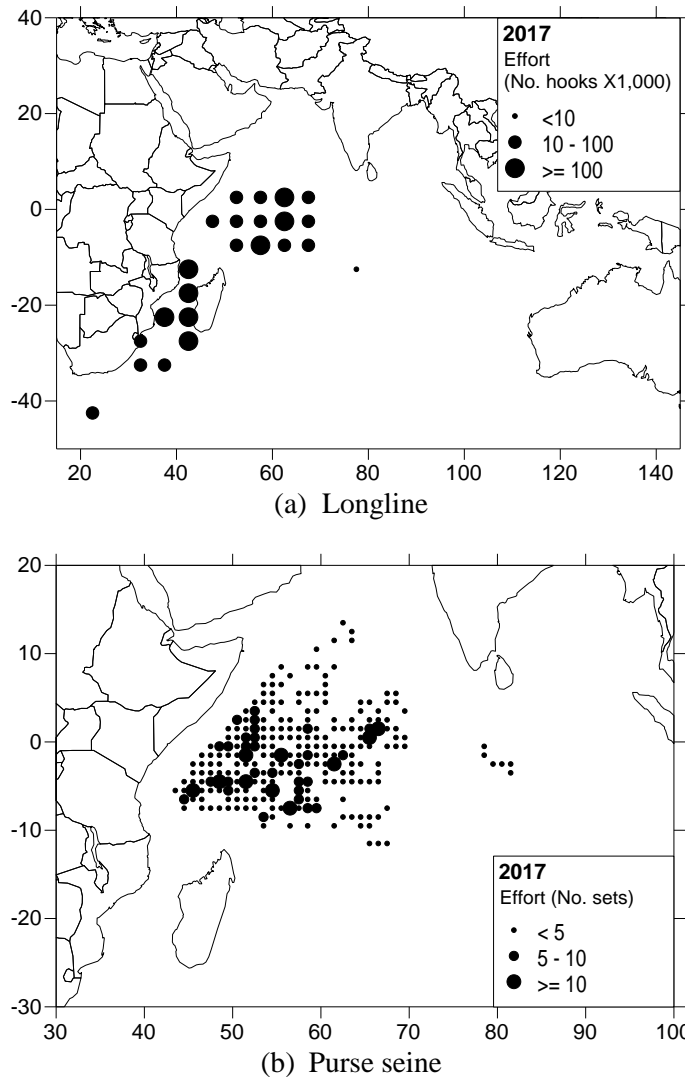 40
20
0
-20
-40
2017
Effort
(No. hooks X1,000)
<10
10 - 100
>= 100
20 40 60 80 100 120 140
(a) Longline
20
10
0
-10
-20
-30
2017
Effort (No. sets)
< 5
5 - 10
>= 10
30 40 50 60 70 80 90 100
(b) Purse seine